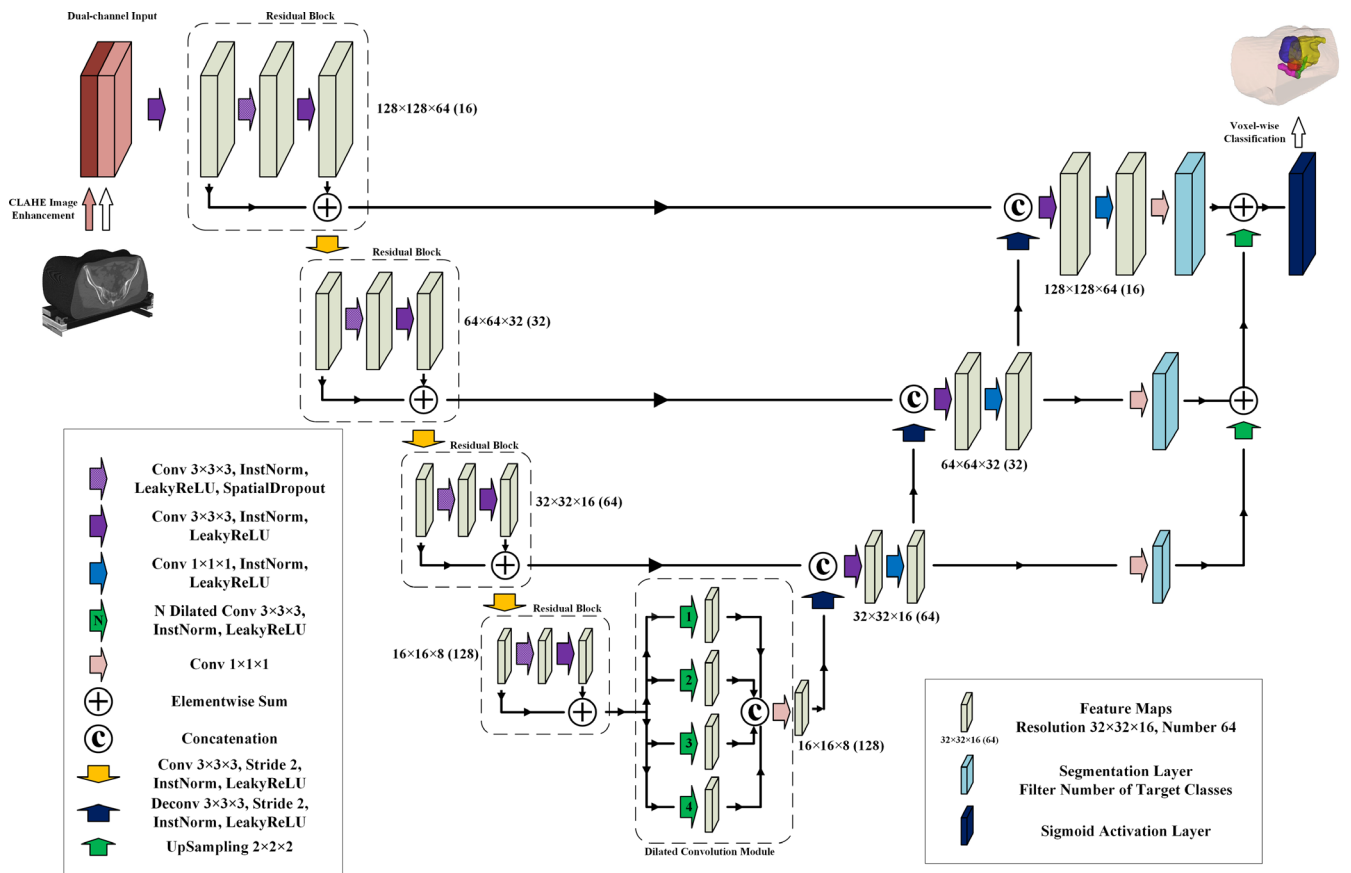 Dual-channel Input
Residual Block
128×128×64 (16)
CLAHE Image
Enhancement
Voxel-wise
Classification
C
128×128×64 (16)
Residual Block
64×64×32 (32)
C
64×64×32 (32)
Residual Block
32×32×16 (64)
C
32×32×16 (64)
Residual Block
16×16×8 (128)
1
2
3
4
C
16×16×8 (128)
Dilated Convolution Module
Conv 3×3×3, InstNorm,
LeakyReLU, SpatialDropout
Conv 3×3×3, InstNorm,
LeakyReLU
Conv 1×1×1, InstNorm,
LeakyReLU
N
N Dilated Conv 3×3×3,
InstNorm, LeakyReLU
Conv 1×1×1
Elementwise Sum
C
Concatenation
Conv 3×3×3, Stride 2,
InstNorm, LeakyReLU
Deconv 3×3×3, Stride 2,
InstNorm, LeakyReLU
UpSampling 2×2×2
32×32×16 (64)
Feature Maps
Resolution 32×32×16, Number 64
Segmentation Layer
Filter Number of Target Classes
Sigmoid Activation Layer